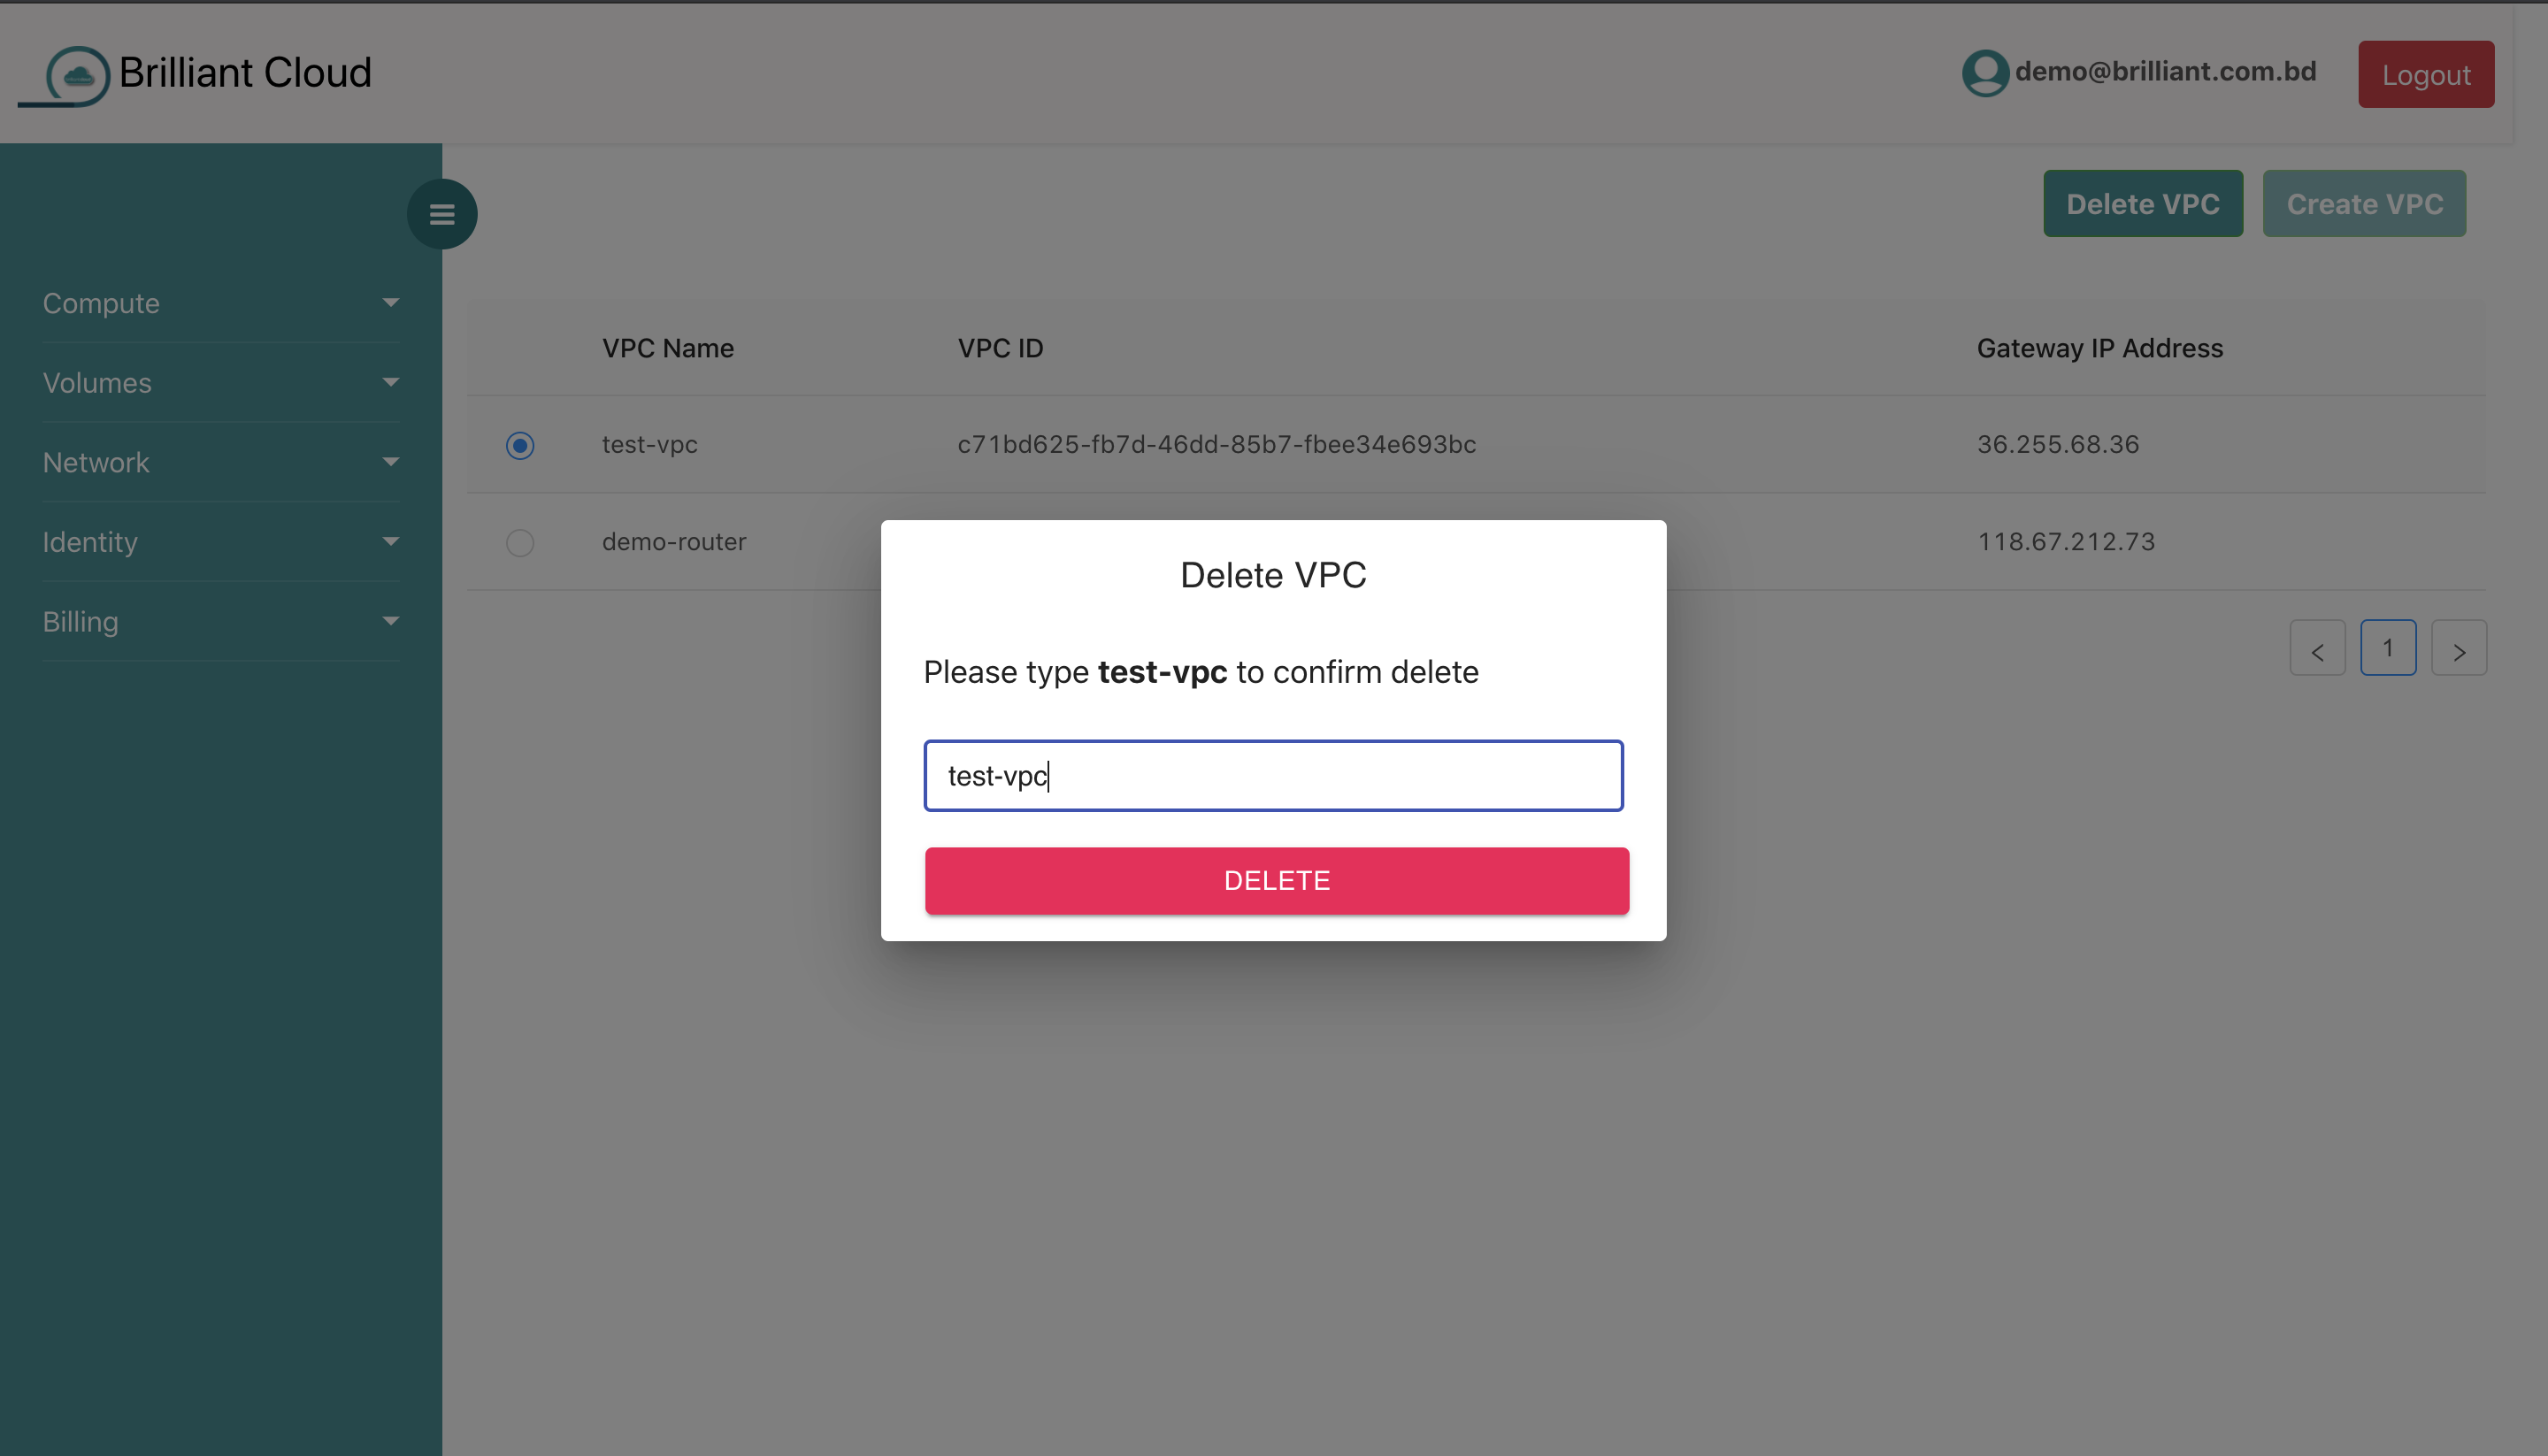 Brilliant Cloud
demo@brilliant.com.bd
Logout
Delete VPC
Create VPC
Compute
Volumes
Network
Identity
Billing
VPC Name VPC ID Gateway IP Address
test-vpc c71bd625-fb7d-46dd-85b7-fbee34e693bc 36.255.68.36
demo-router 118.67.212.73
< 1 >
Delete VPC
Please type test-vpc to confirm delete
test-vpc
DELETE